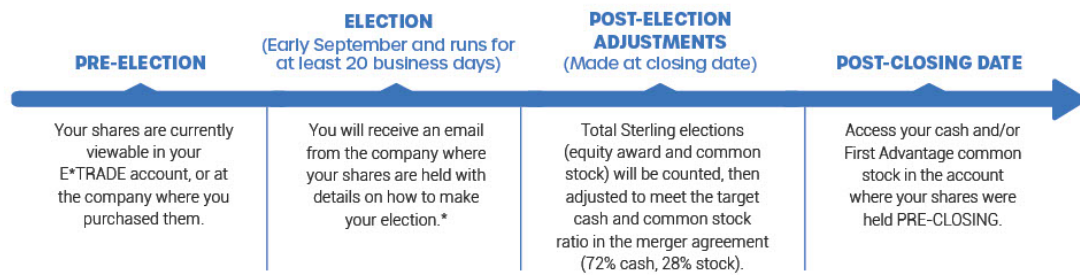 PRE-ELECTION
ELECTION
(Early September and runs for
at least 20 business days)
POST-ELECTION
ADJUSTMENTS
(Made at closing date)
POST-CLOSING DATE
Your shares are currently
viewable in your
E*TRADE account, or at
the company where you
purchased them.
You will receive an email
from the company where
your shares are held with
details on how to make
your election.*
Total Sterling elections
(equity award and common
stock) will be counted, then
adjusted to meet the target
cash and common stock
ratio in the merger agreement
(72% cash, 28% stock).
Access your cash and/or
First Advantage common
stock in the account
where your shares were
held PRE-CLOSING.